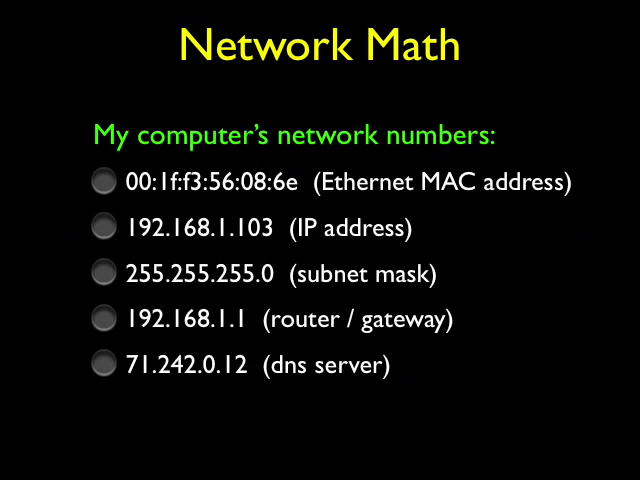 Network Math
My computer’s network numbers:
00:1f:f3:56:08:6e (Ethernet MAC address)
192.168.1.103 (IP address)
255.255.255.0 (subnet mask)
192.168.1.1 (router / gateway)
71.242.0.12 (dns server)